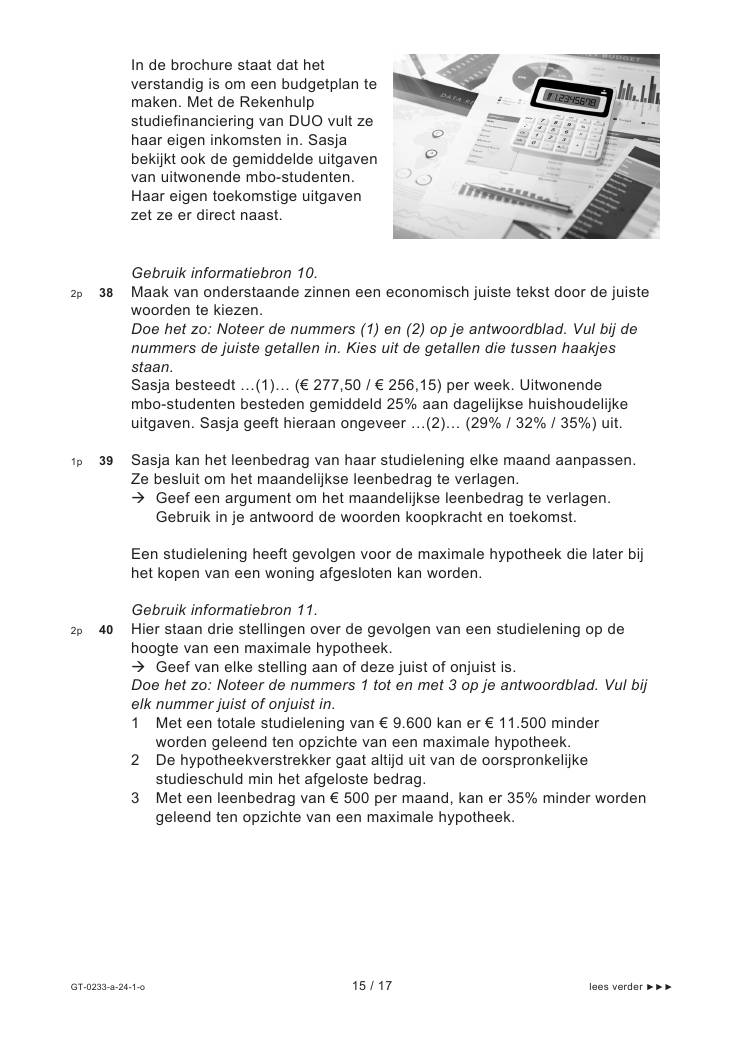 In de brochure staat dat het
verstandig is om een budgetplan te
maken. Met de Rekenhulp
studiefinanciering van DUO vult ze
haar eigen inkomsten in. Sasja
bekijkt ook de gemiddelde uitgaven
van uitwonende mbo-studenten.
Haar eigen toekomstige uitgaven
zet ze er direct naast.
BUDGET
DATA RE
12345678
Gebruik informatiebron 10.
2p 38 Maak van onderstaande zinnen een economisch juiste tekst door de juiste
woorden te kiezen.
Doe het zo: Noteer de nummers (1) en (2) op je antwoordblad. Vul bij de
nummers de juiste getallen in. Kies uit de getallen die tussen haakjes
staan.
Sasja besteedt …(1)… (€ 277,50 / € 256,15) per week. Uitwonende
mbo-studenten besteden gemiddeld 25% aan dagelijkse huishoudelijke
uitgaven. Sasja geeft hieraan ongeveer …(2)… (29% / 32% / 35%) uit.
1p 39 Sasja kan het leenbedrag van haar studielening elke maand aanpassen.
Ze besluit om het maandelijkse leenbedrag te verlagen.
→ Geef een argument om het maandelijkse leenbedrag te verlagen.
Gebruik in je antwoord de woorden koopkracht en toekomst.
Een studielening heeft gevolgen voor de maximale hypotheek die later bij
het kopen van een woning afgesloten kan worden.
Gebruik informatiebron 11.
2p 40 Hier staan drie stellingen over de gevolgen van een studielening op de
hoogte van een maximale hypotheek.
→ Geef van elke stelling aan of deze juist of onjuist is.
Doe het zo: Noteer de nummers 1 tot en met 3 op je antwoordblad. Vul bij
elk nummer juist of onjuist in.
1 Met een totale studielening van € 9.600 kan er € 11.500 minder
worden geleend ten opzichte van een maximale hypotheek.
2 De hypotheekverstrekker gaat altijd uit van de oorspronkelijke
studieschuld min het afgeloste bedrag.
3 Met een leenbedrag van € 500 per maand, kan er 35% minder worden
geleend ten opzichte van een maximale hypotheek.
GT-0233-a-24-1-o 15 / 17 lees verder ►►►